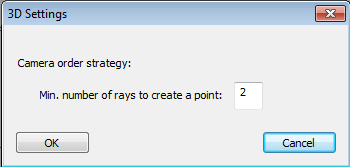 3D Settings
Camera order strategy:
Min. number of rays to create a point: 2
OK Cancel